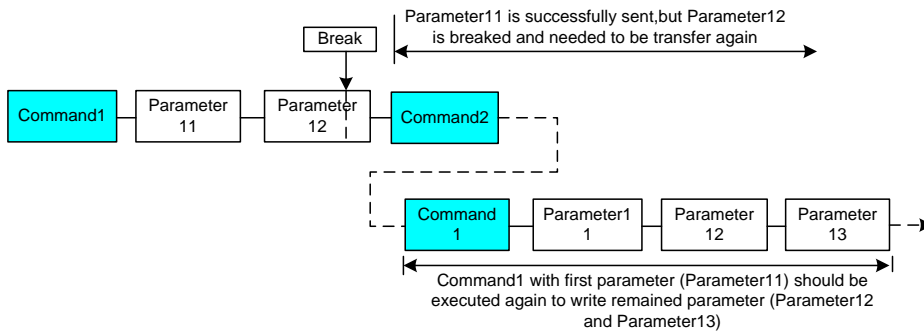 Parameter11 is successfully sent,but Parameter12
is breaked and needed to be transfer again
Break
Command1
Parameter
11
Parameter
12
Command2
Command
1
Parameter1
1
Parameter
12
Parameter
13
Command1 with first parameter (Parameter11) should be
executed again to write remained parameter (Parameter12
and Parameter13)